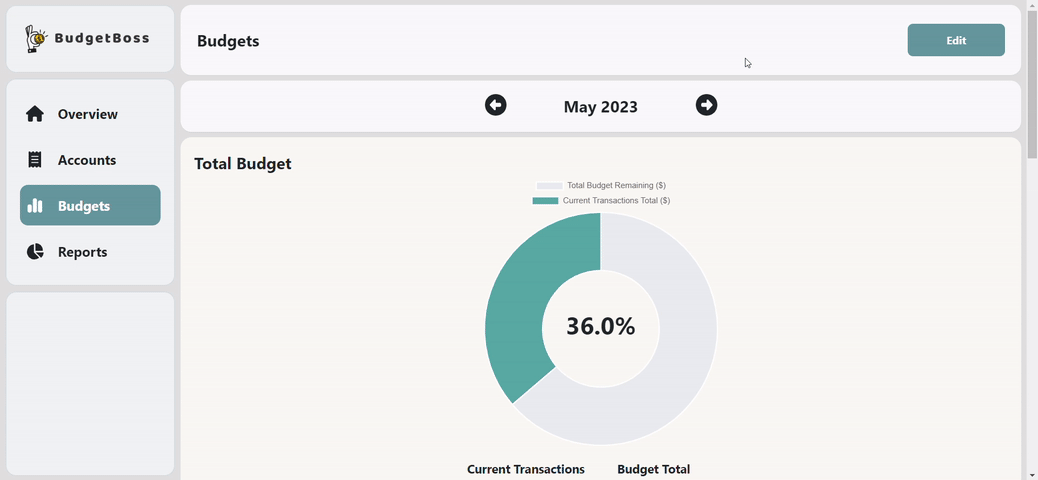 BudgetBoss
Overview
Accounts
Budgets
Reports
Budgets
Edit
May 2023
Total Budget
Total Budget Remaining ($)
Current Transactions Total ($)
36.0%
Current Transactions Budget Total